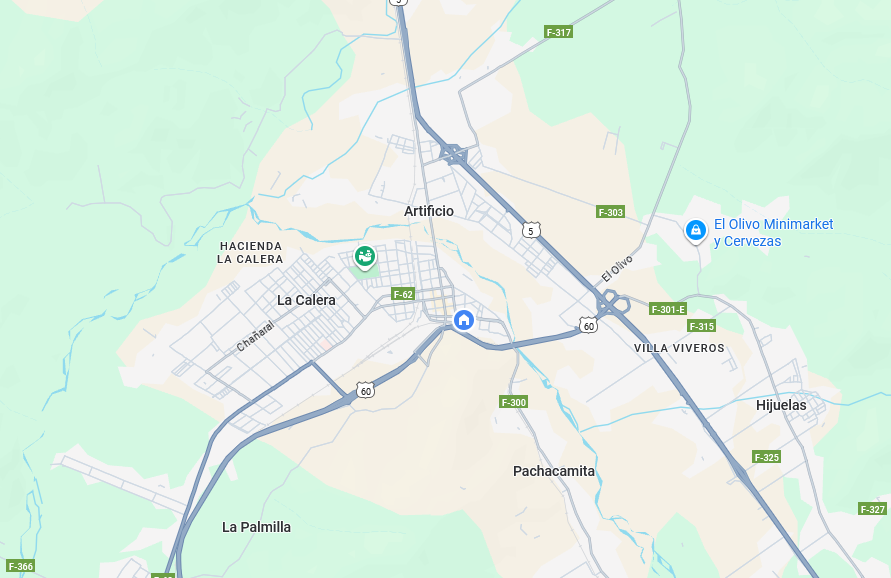 5
F-317
Artificio
F-303
El Olivo Minimarket
y Cervezas
5
HACIENDA
LA CALERA
El Olivo
La Calera
F-62
F-301-E
60
F-315
Chañaral
VILLA VIVEROS
60
F-300
Hijuelas
F-325
Pachacamita
F-327
La Palmilla
F-366